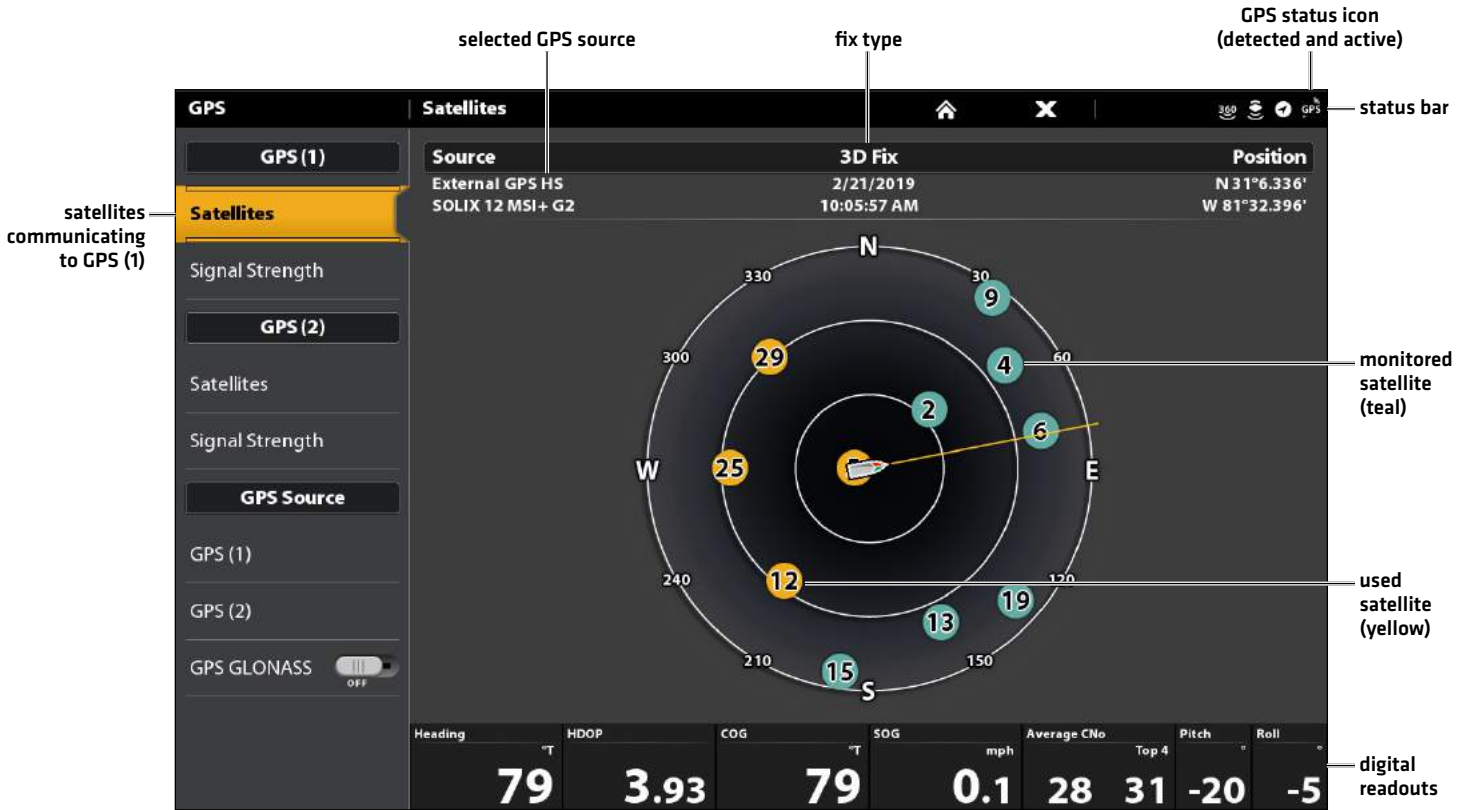 GPS status icon
(detected and active)
selected GPS source
fix type
GPS
Satellites
360
GPS
status bar
GPS (1)
Source
3D Fix
Position
External GPS HS
2/21/2019
N 31°6.336'
SOLIX 12 MSI+ G2
10:05:57 AM
W 81°32.396'
satellites
communicating
to GPS (1)
Satellites
Signal Strength
GPS (2)
Satellites
Signal Strength
GPS Source
GPS (1)
GPS (2)
GPS GLONASS
OFF
N
330
30
9
300
29
4
60
monitored
satellite
(teal)
2
6
W
25
E
240
12
120
used
satellite
(yellow)
19
13
210
15
150
S
Heading
°T
79
HDOP
3.93
COG
°T
79
SOG
mph
0.1
Average CNo
Top 4
28
31
Pitch
°
-20
Roll
°
-5
digital
readouts